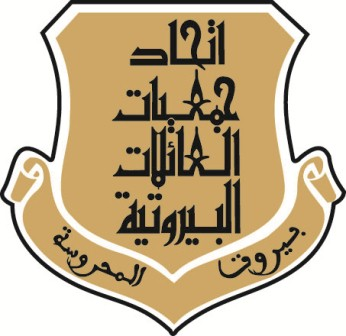 اتحاد
جمعيات
العائلات
البيروتية
بيروت المحروسة